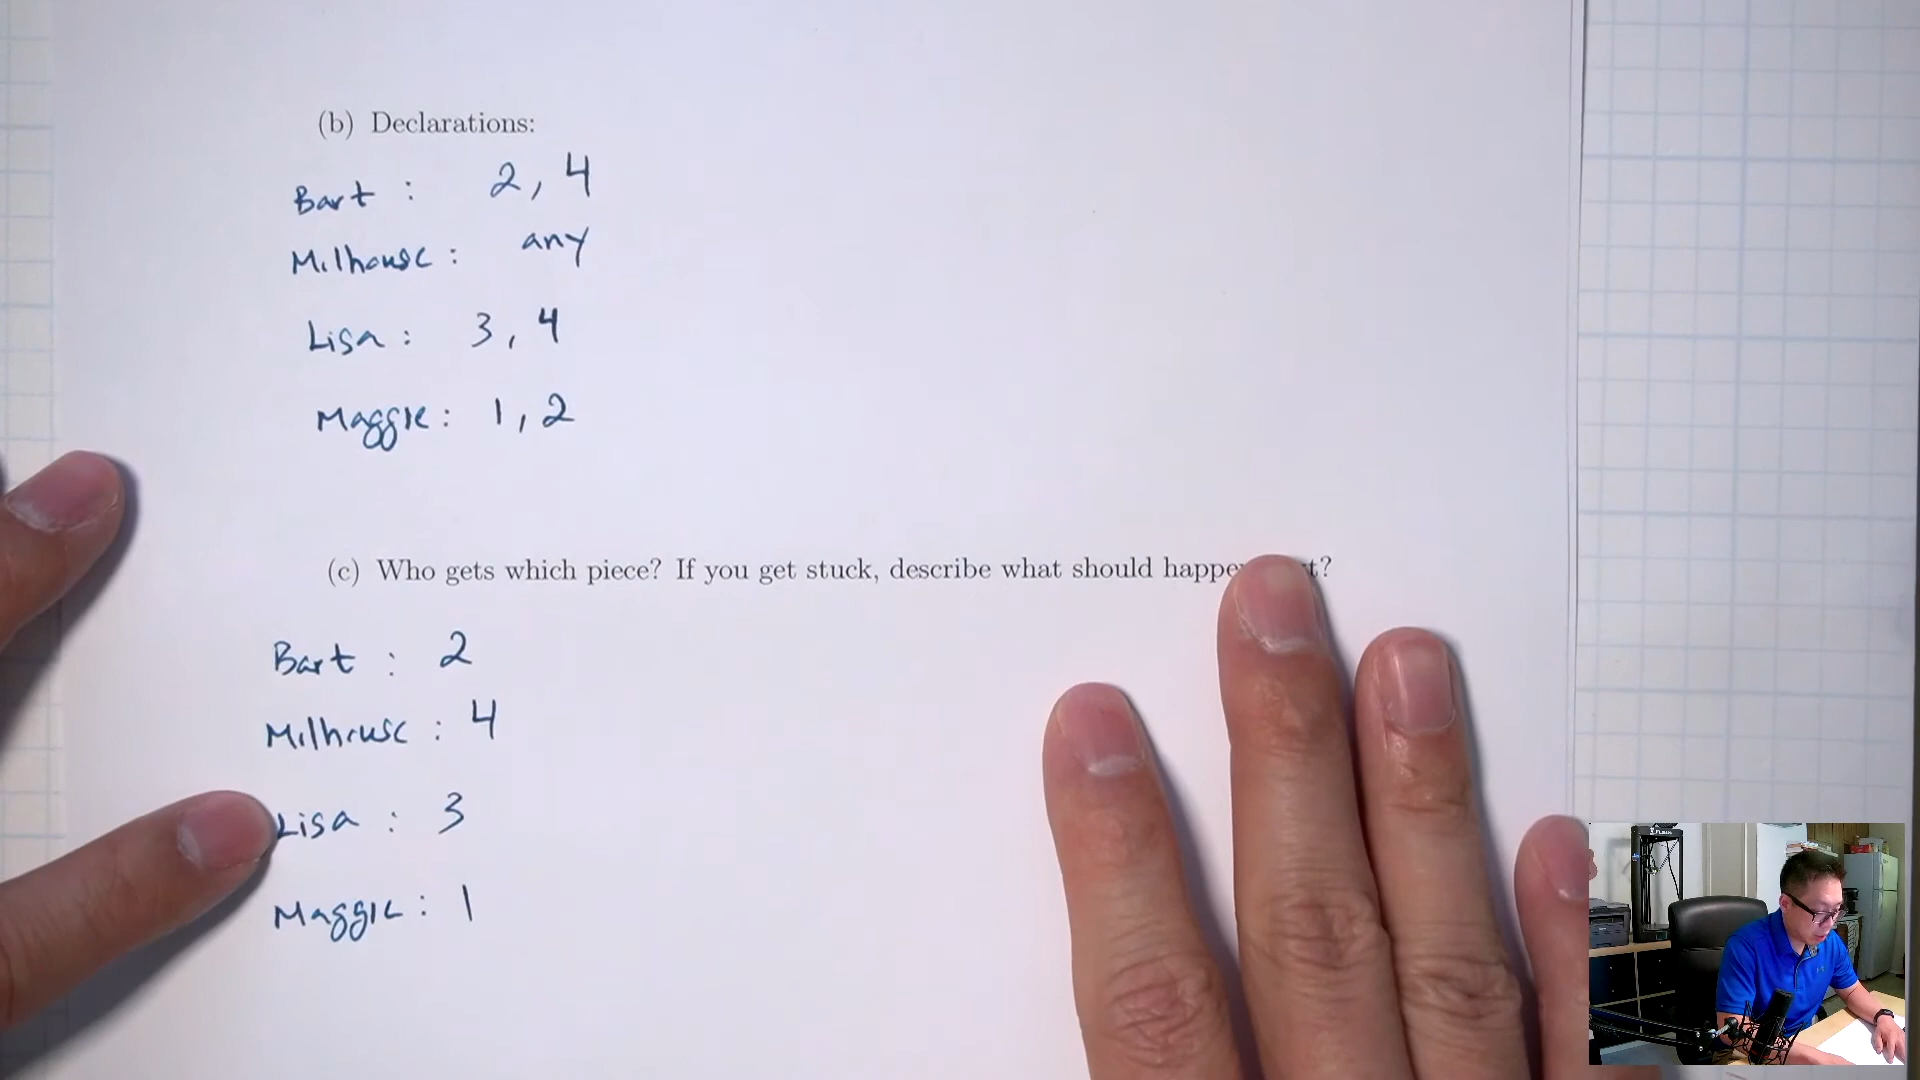 (b) Declarations:
Bart : 2, 4
Milhouse : any
Lisa : 3, 4
Maggie : 1, 2
(c) Who gets which piece? If you get stuck, describe what should
Bart : 2
Milhouse : 4
Lisa : 3
Maggie : 1